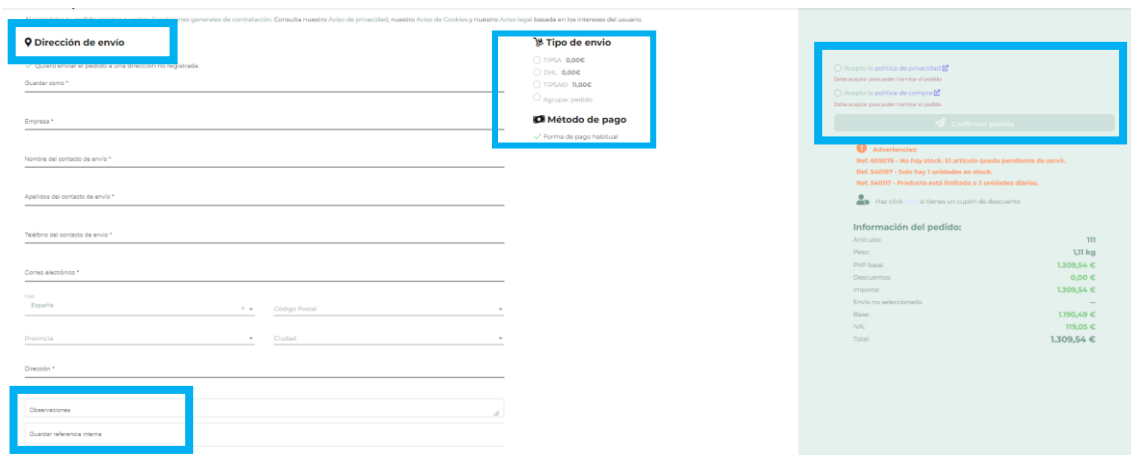 generales de contratación. Consulta nuestro Aviso de privacidad, nuestro Aviso de Cookies y nuestro Aviso legal basada en los intereses del usuario.
Dirección de envío
Quiero enviar el pedido a una dirección no registrada
Guardar como *
Empresa *
Nombre del contacto de envío *
Apellidos del contacto de envío *
Teléfono del contacto de envío *
Correo electrónico *
País
España
Código Postal
Provincia
Ciudad
Dirección *
Observaciones
Guardar referencia interna
Tipo de envio
TIPSA 0,00€
DHL 0,00€
TIPSA10 11,00€
Agrupar pedido
Método de pago
Forma de pago habitual
Acepto la política de privacidad
Debe aceptar para poder tramitar el pedido
Acepto la política de compra
Debe aceptar para poder tramitar el pedido
Confirmar pedido
Advertencias:
Ref. - No hay stock. El artículo queda pendiente de servir.
Ref. 540197 - Solo hay 1 unidades en stock.
Ref. 540117 - Producto está limitado a 3 unidades diarias.
Haz click si tienes un cupón de descuento
Información del pedido:
Artículos: 111
Peso: 1,11 kg
PVP base: 1.309,54 €
Descuentos: 0,00 €
Importe: 1.309,54 €
Envío no seleccionado --
Base: 1.190,49 €
IVA: 119,05 €
Total: 1.309,54 €